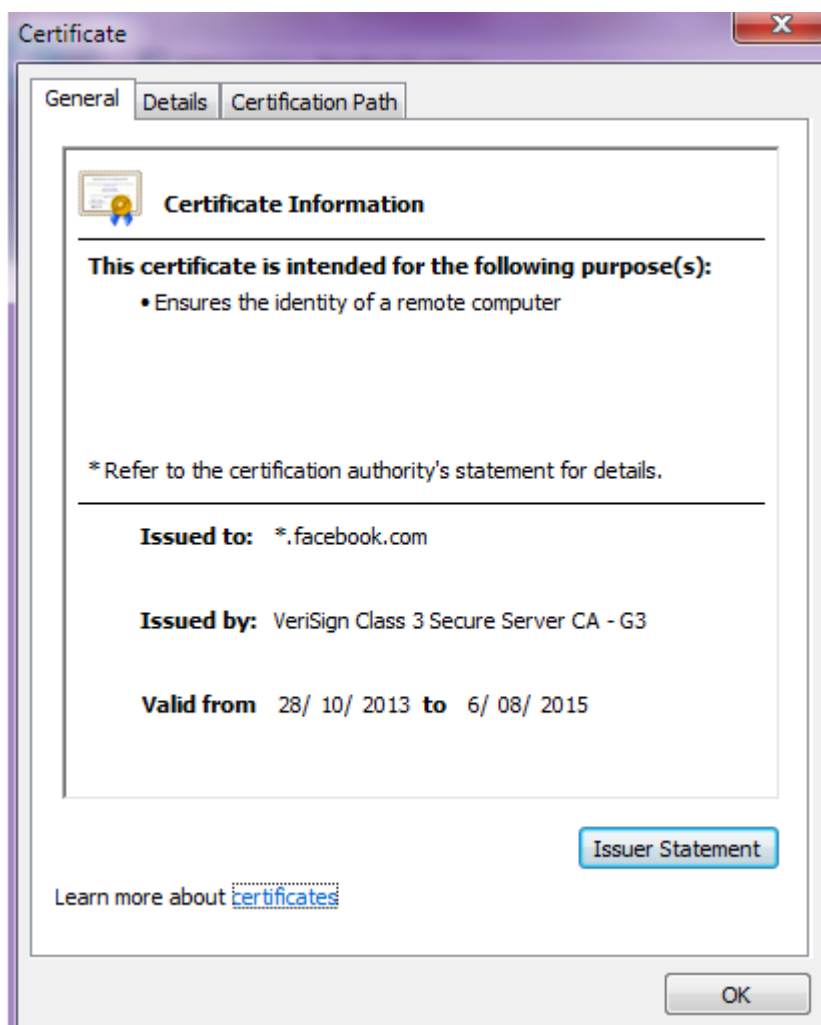 Certificate
General Details Certification Path
Certificate Information
This certificate is intended for the following purpose(s):
• Ensures the identity of a remote computer
* Refer to the certification authority's statement for details.
Issued to: *.facebook.com
Issued by: VeriSign Class 3 Secure Server CA - G3
Valid from 28/ 10/ 2013 to 6/ 08/ 2015
Issuer Statement
Learn more about certificates
OK